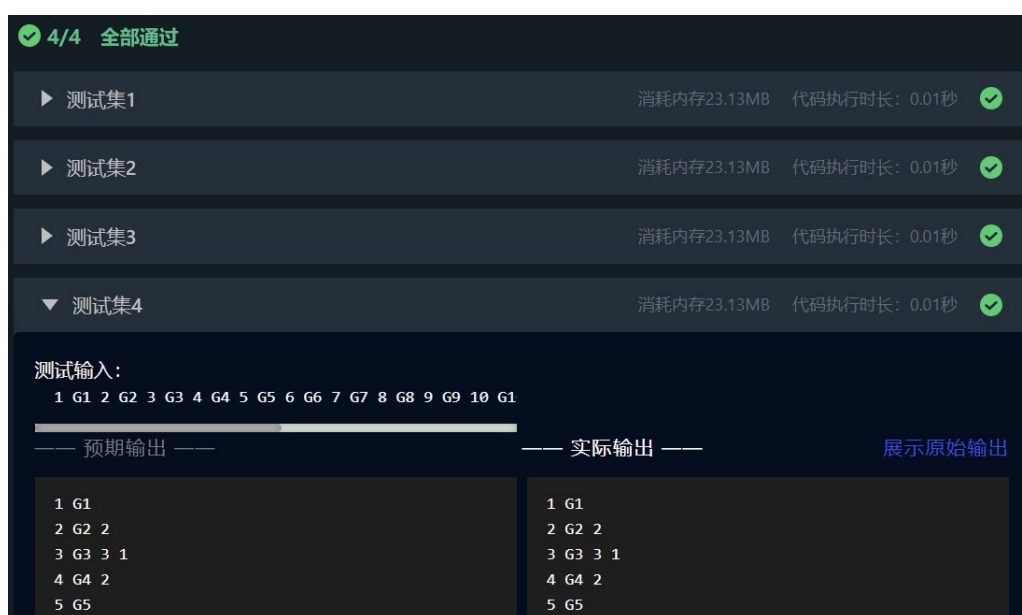 4/4 全部通过
测试集1 消耗内存23.13MB 代码执行时长：0.01秒
测试集2 消耗内存23.13MB 代码执行时长：0.01秒
测试集3 消耗内存23.13MB 代码执行时长：0.01秒
测试集4 消耗内存23.13MB 代码执行时长：0.01秒
测试输入：
1 G1 2 G2 3 G3 4 G4 5 G5 6 G6 7 G7 8 G8 9 G9 10 G1
—— 预期输出 —— —— 实际输出 —— 展示原始输出
1 G1 1 G1
2 G2 2 2 G2 2
3 G3 3 1 3 G3 3 1
4 G4 2 4 G4 2
5 G5 5 G5